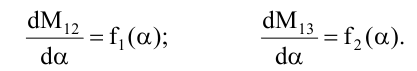 dM₁₂/dα = f₁(α); dM₁₃/dα = f₂(α).